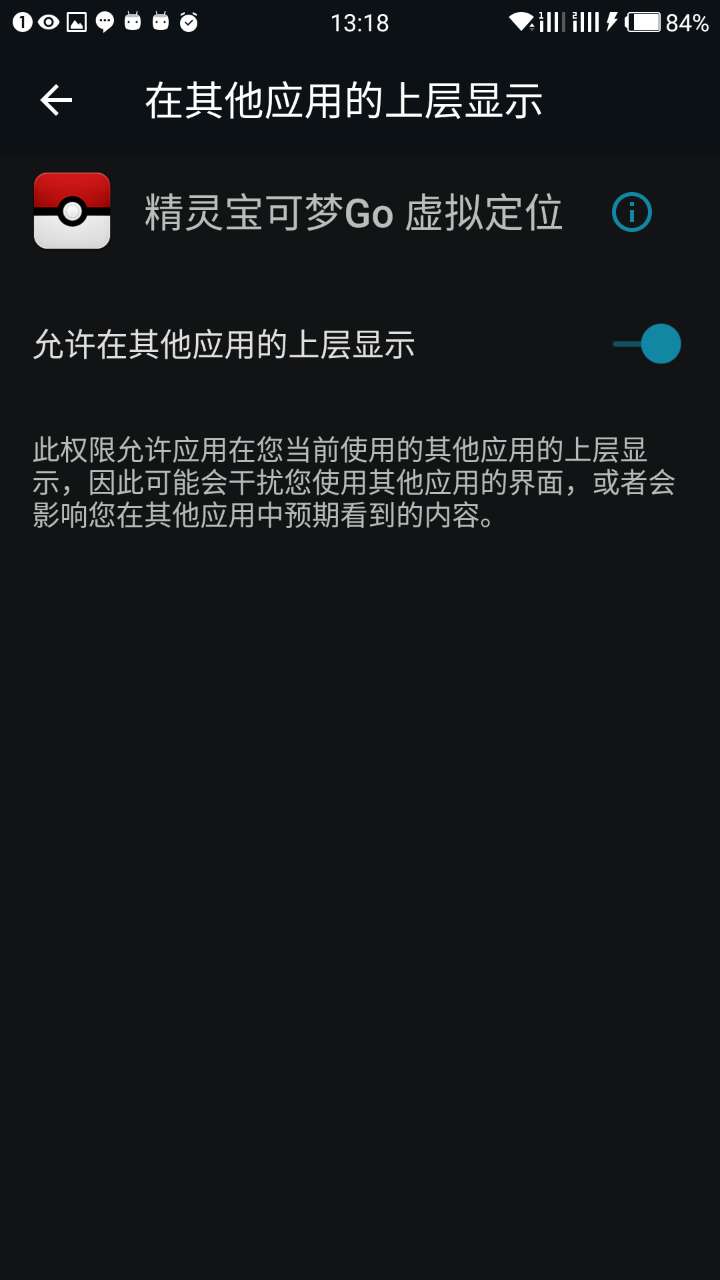 13:18
84%
在其他应用的上层显示
精灵宝可梦Go 虚拟定位
允许在其他应用的上层显示
此权限允许应用在您当前使用的其他应用的上层显
示，因此可能会干扰您使用其他应用的界面，或者会
影响您在其他应用中预期看到的内容。